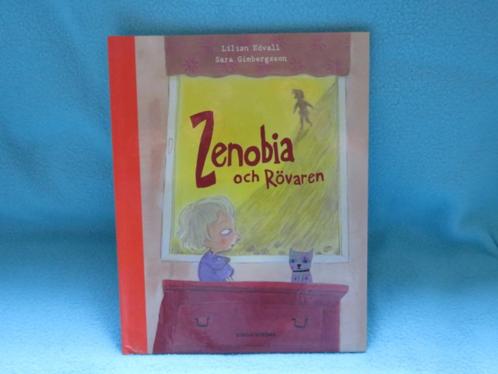 Lilian Edvall
Sara Gimbergsson
Zenobia
och Rövaren